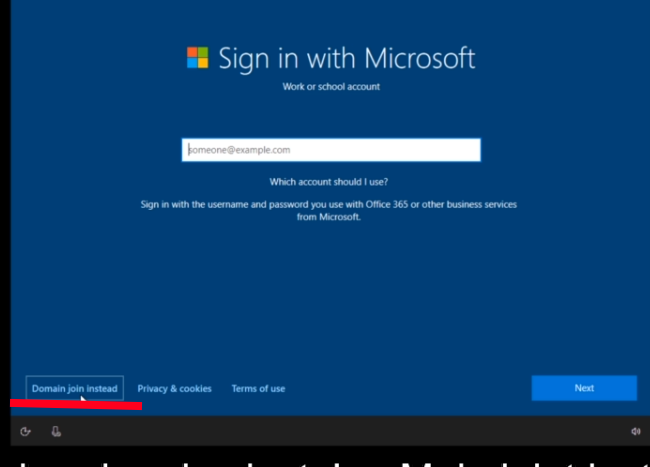 Sign in with Microsoft
Work or school account
someone@example.com
Which account should I use?
Sign in with the username and password you use with Office 365 or other business services
from Microsoft.
Domain join instead Privacy & cookies Terms of use Next